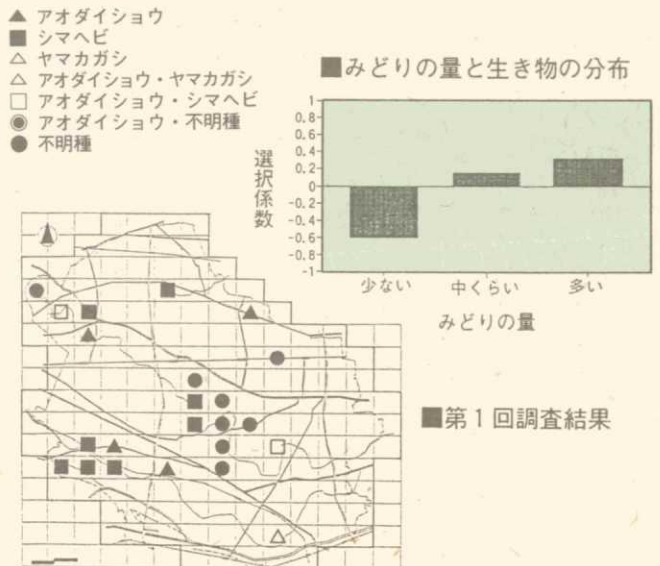 アオダイショウ
シマヘビ
ヤマカガシ
アオダイショウ・ヤマカガシ
アオダイショウ・シマヘビ
アオダイショウ・不明種
不明種
■みどりの量と生き物の分布
選択係数
1
0.8
0.6
0.4
0.2
0
-0.2
-0.4
-0.6
-0.8
-1
少ない 中くらい 多い
みどりの量
■第1回調査結果